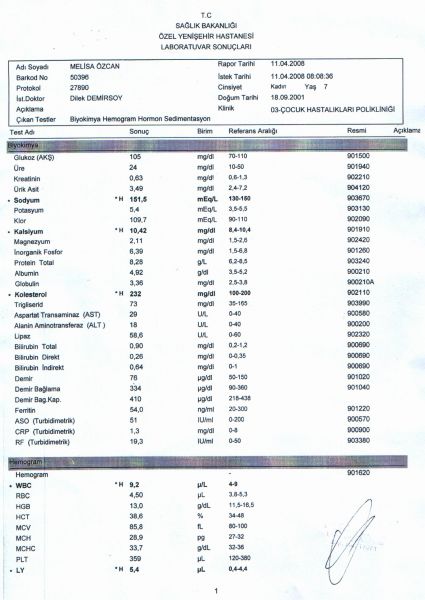 T.C
SAĞLIK BAKANLIĞI
ÖZEL YENİŞEHİR HASTANESİ
LABORATUVAR SONUÇLARI
Adı Soyadı MELİSA ÖZCAN Rapor Tarihi 11.04.2008
Barkod No 50396 İstek Tarihi 11.04.2008 08:08:36
Protokol 27890 Cinsiyet Kadın Yaş 7
İst.Doktor Dilek DEMİRSOY Doğum Tarihi 18.09.2001
Açıklama Klinik 03-ÇOCUK HASTALIKLARI POLİKLİNİĞİ
Çıkan Testler Biyokimya Hemogram Hormon Sedimentasyon
Test Adı Sonuç Birim Referans Aralığı Resmi Açıklama
Biyokimya
Glukoz (AKŞ) 105 mg/dl 70-110 901500
Üre 24 mg/dl 10-50 901940
Kreatinin 0,63 mg/dl 0,6-1,3 902210
Ürik Asit 3,49 mg/dl 2,4-7,2 904120
• Sodyum * H 151,5 mEq/L 130-150 903670
Potasyum 5,4 mEq/L 3,5-5,5 903130
Klor 109,7 mEq/L 90-110 902090
• Kalsiyum * H 10,42 mg/dl 8,4-10,4 901910
Magnezyum 2,11 mg/dl 1,5-2,6 902420
İnorganik Fosfor 6,39 mg/dl 1,5-6,8 901260
Protein Total 8,28 g/L 6,2-8,5 903240
Albumin 4,92 g/dl 3,5-5,2 900210
Globulin 3,36 mg/dl 2,5-3,8 900210A
• Kolesterol * H 232 mg/dl 100-200 902110
Trigliserid 73 mg/dl 35-165 903990
Aspartat Transaminaz (AST) 29 U/L 0-40 900580
Alanin Aminotransferaz (ALT ) 18 U/L 0-40 900200
Lipaz 58,6 U/L 0-60 902320
Bilirubin Total 0,90 mg/dl 0,2-1,2 900690
Bilirubin Direkt 0,26 mg/dl 0-0,35 900690
Bilirubin İndirekt 0,64 mg/dl 0-1 900690
Demir 76 µg/dl 50-150 901020
Demir Bağlama 334 µg/dl 90-360 901040
Demir Bag.Kap. 410 µg/dl 218-438
Ferritin 54,0 ng/ml 20-300 901220
ASO (Turbidimetrik) 51 IU/ml 0-200 900570
CRP (Turbidimetrik) 1,3 mg/dl 0-8 900900
RF (Turbidimetrik) 19,3 IU/ml 0-50 903380
Hemogram
Hemogram - 901620
• WBC * H 9,2 µ/L 4-9
RBC 4,50 µ/L 3,8-5,3
HGB 13,0 g/dL 11,5-16,5
HCT 38,6 % 34-48
MCV 85,8 fL 80-100
MCH 28,9 pg 27-32
MCHC 33,7 g/dL 32-36
PLT 359 µL 120-380
• LY * H 5,4 µL 0,4-4,4
1